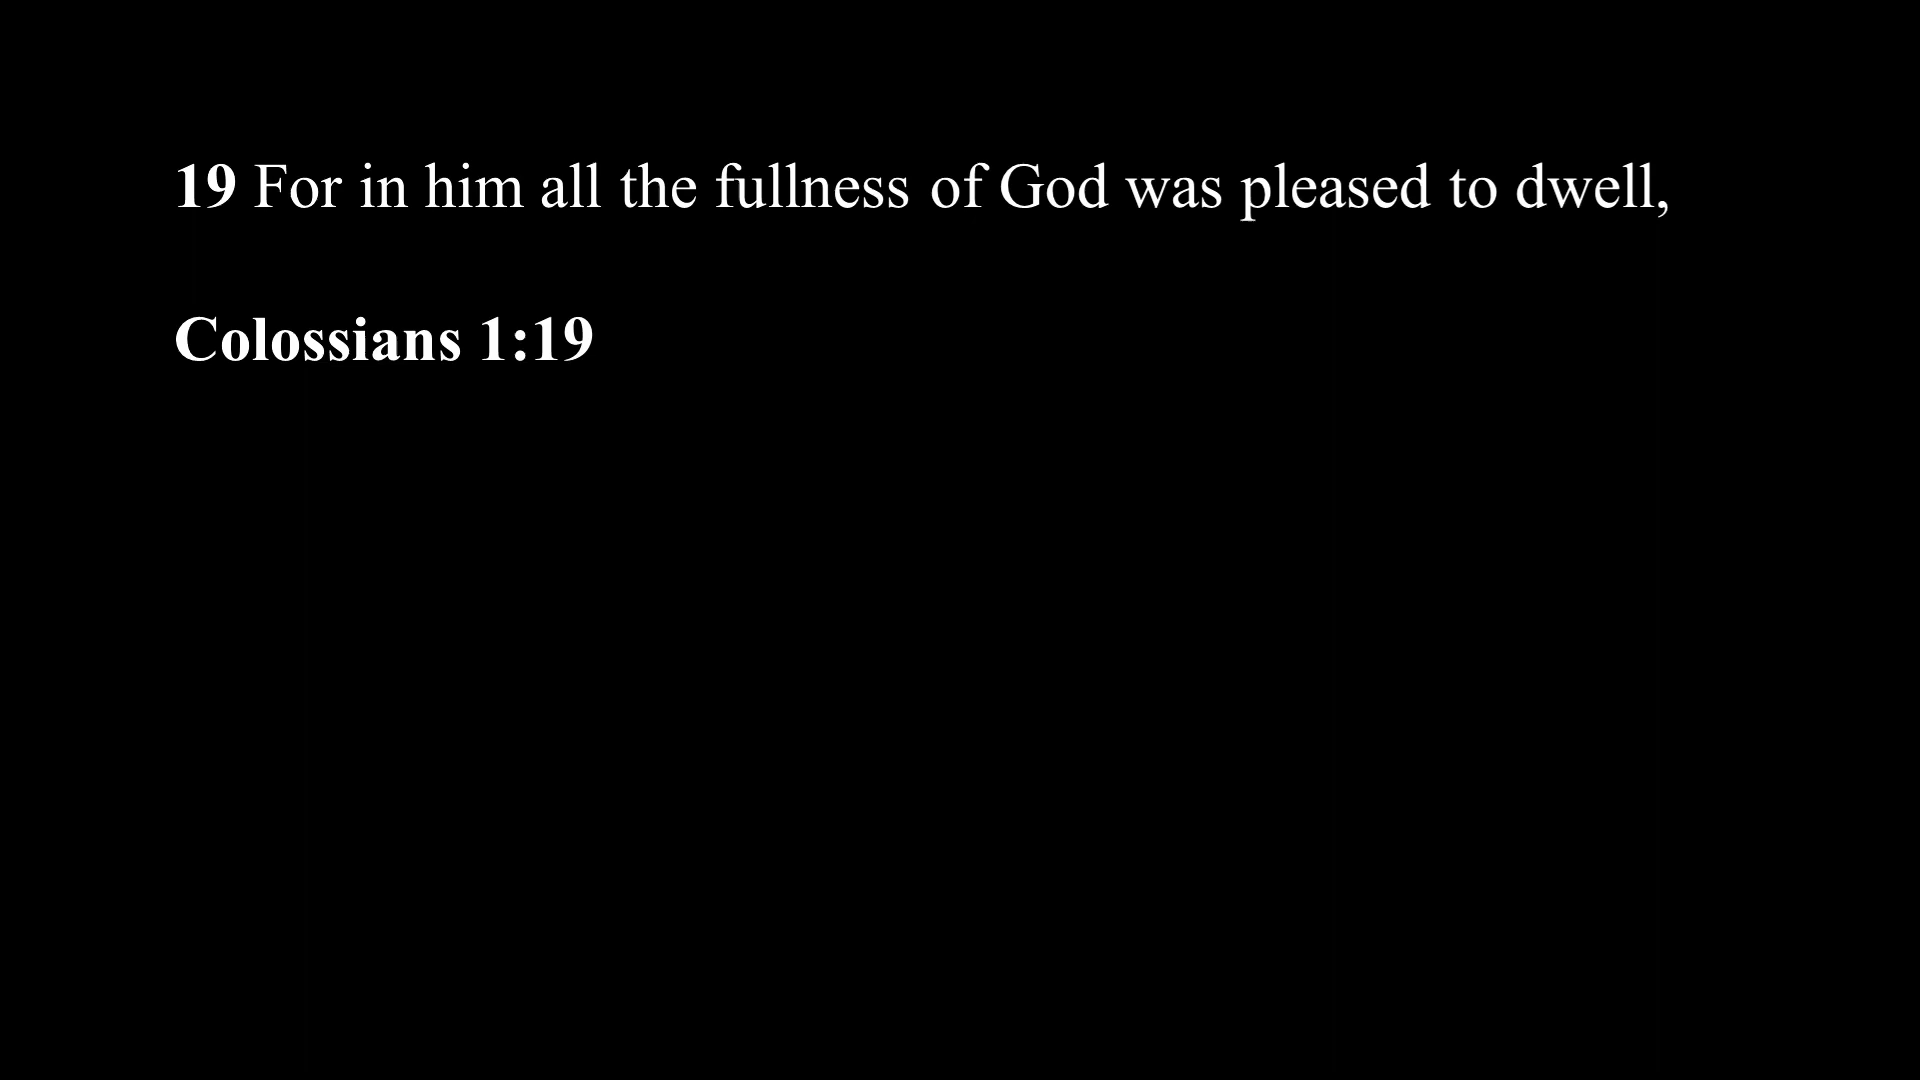 19 For in him all the fullness of God was pleased to dwell,
Colossians 1:19